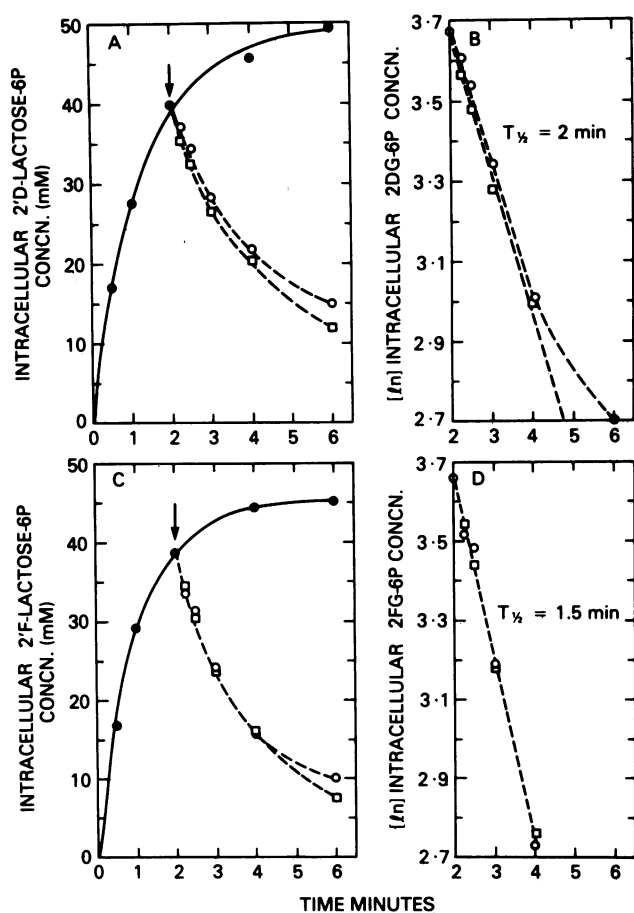 A
INTRACELLULAR 2'D-LACTOSE-6P
CONCN. (mM)
50
40
30
20
10
0
0 1 2 3 4 5 6
B
[ℓn] INTRACELLULAR 2DG-6P CONCN.
3·7
3·5
3·3
3·1
2·9
2·7
T½ = 2 min
2 3 4 5 6
C
INTRACELLULAR 2'F-LACTOSE-6P
CONCN. (mM)
50
40
30
20
10
0
0 1 2 3 4 5 6
D
[ℓn] INTRACELLULAR 2FG-6P CONCN.
3·7
3·5
3·3
3·1
2·9
2·7
T½ = 1.5 min
2 3 4 5 6
TIME MINUTES